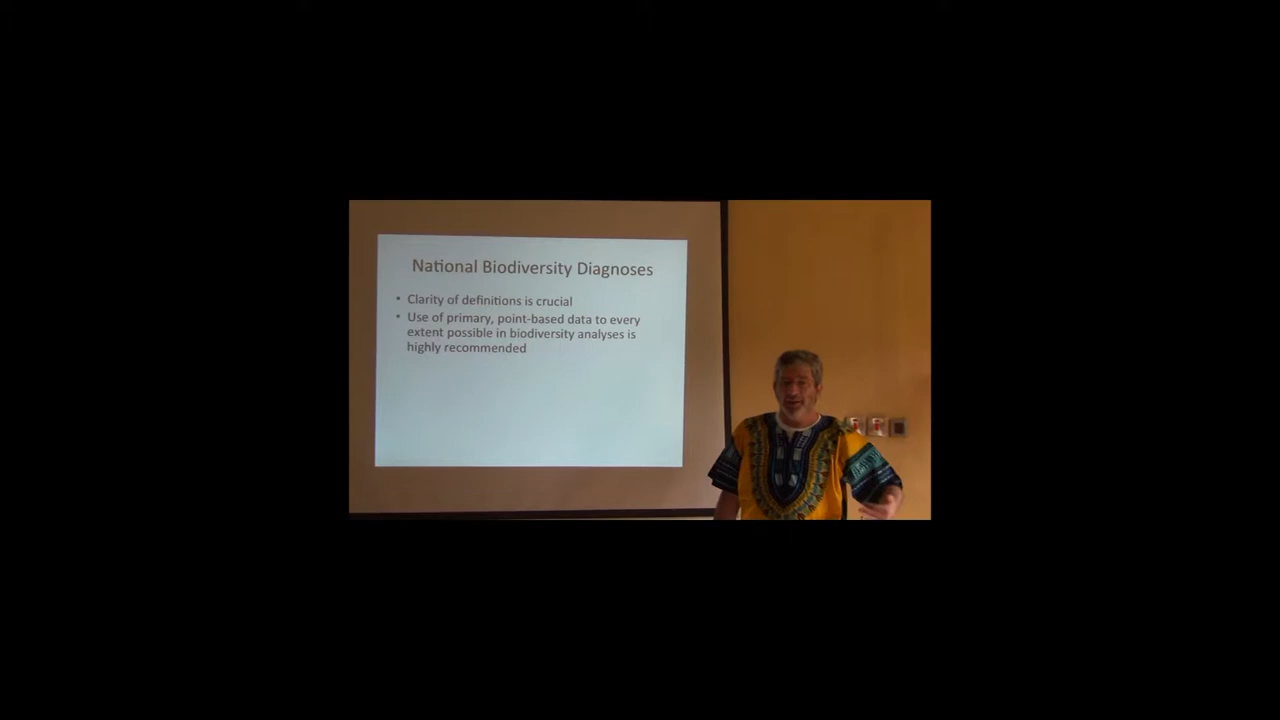 National Biodiversity Diagnoses
• Clarity of definitions is crucial
• Use of primary, point-based data to every
extent possible in biodiversity analyses is
highly recommended